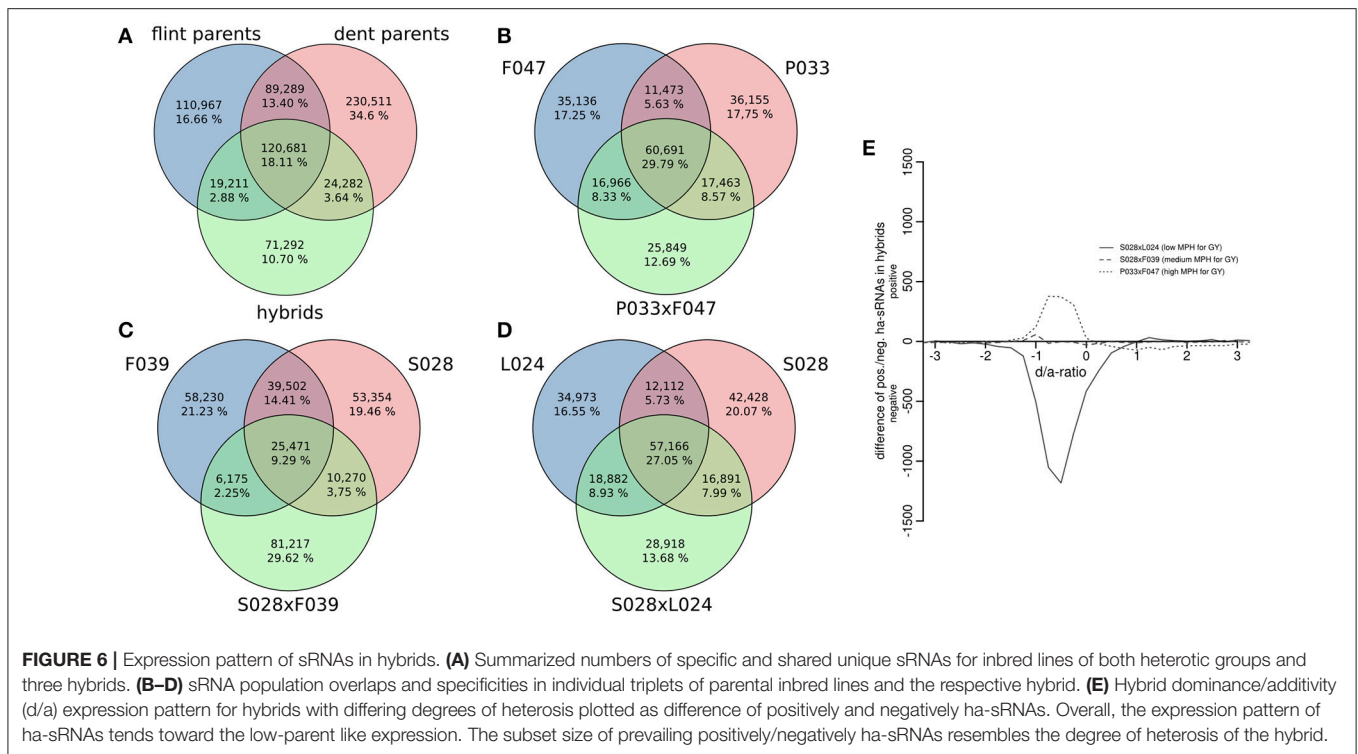 A
flint parents
dent parents
110,967
16.66 %
89,289
13.40 %
230,511
34.6 %
120,681
18.11 %
19,211
2.88 %
24,282
3.64 %
71,292
10.70 %
hybrids
B
F047
P033
35,136
17.25 %
11,473
5.63 %
36,155
17,75 %
60,691
29.79 %
16,966
8.33 %
17,463
8.57 %
25,849
12.69 %
P033xF047
C
F039
S028
58,230
21.23 %
39,502
14.41 %
53,354
19.46 %
25,471
9.29 %
6,175
2.25%
10,270
3,75 %
81,217
29.62 %
S028xF039
D
L024
S028
34,973
16.55 %
12,112
5.73 %
42,428
20.07 %
57,166
27.05 %
18,882
8.93 %
16,891
7.99 %
28,918
13.68 %
S028xL024
E
difference of pos./neg. ha-sRNAs in hybrids
negative positive
1500
1000
500
0
-500
-1000
-1500
S028xL024 (low MPH for GY)
S028xF039 (medium MPH for GY)
P033xF047 (high MPH for GY)
-3 -2 -1 0 1 2 3
d/a-ratio
FIGURE 6 | Expression pattern of sRNAs in hybrids. (A) Summarized numbers of specific and shared unique sRNAs for inbred lines of both heterotic groups and
three hybrids. (B–D) sRNA population overlaps and specificities in individual triplets of parental inbred lines and the respective hybrid. (E) Hybrid dominance/additivity
(d/a) expression pattern for hybrids with differing degrees of heterosis plotted as difference of positively and negatively ha-sRNAs. Overall, the expression pattern of
ha-sRNAs tends toward the low-parent like expression. The subset size of prevailing positively/negatively ha-sRNAs resembles the degree of heterosis of the hybrid.